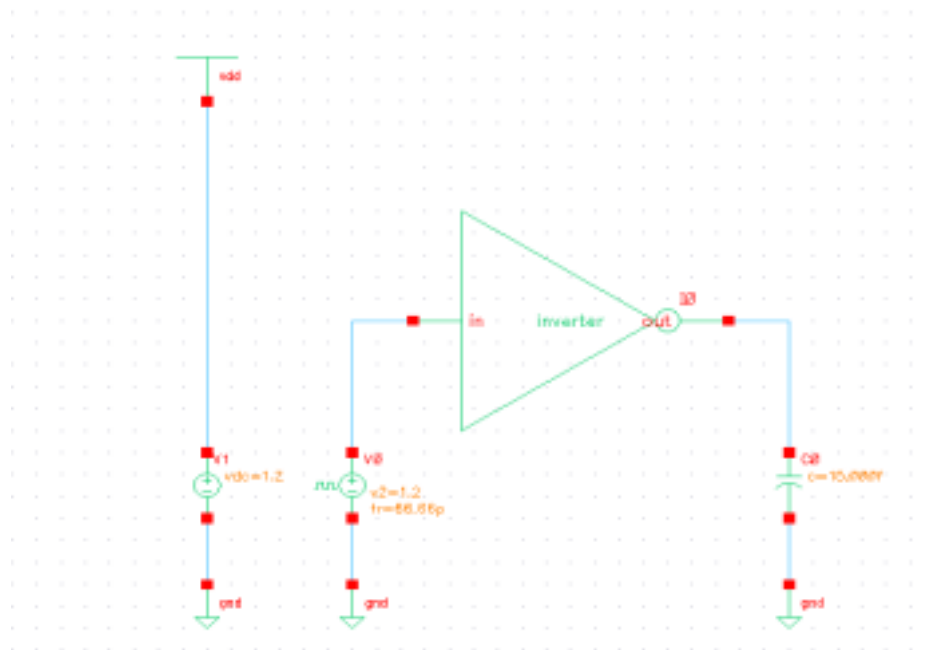 vdd
I0
in
inverter
out
V1
vdc=1.2
V0
v2=1.2
C0
gnd
gnd
gnd